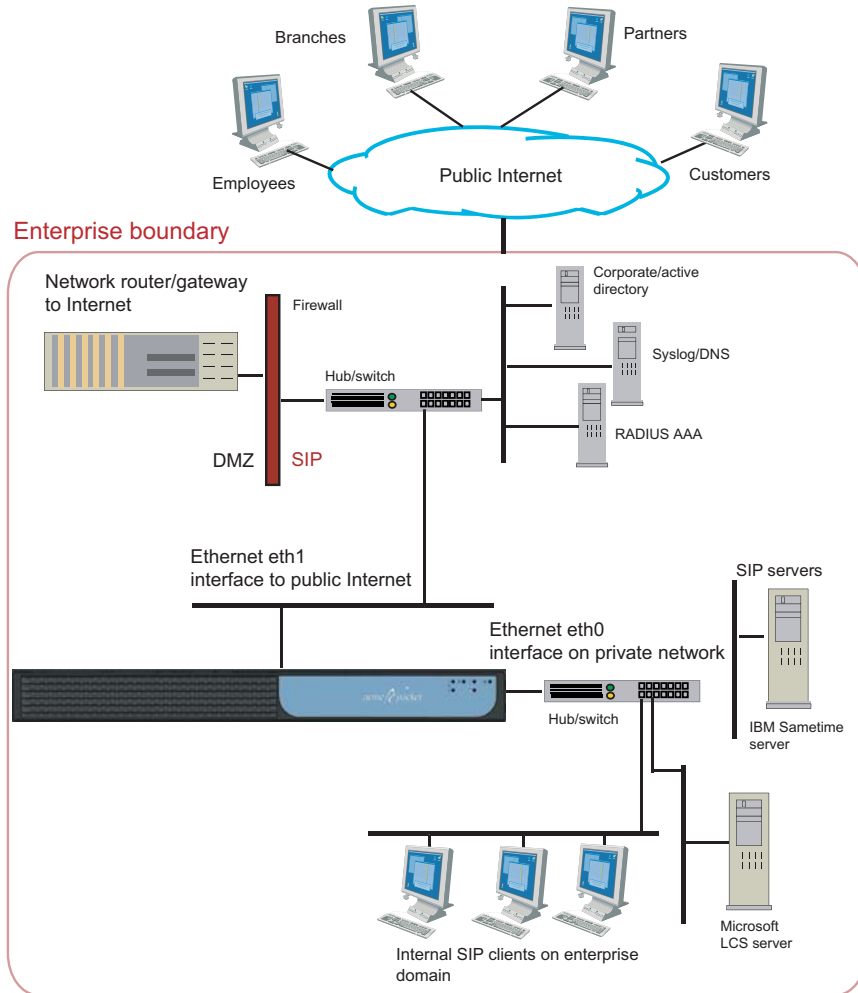 Branches
Partners
Employees
Public Internet
Customers
Enterprise boundary
Network router/gateway
to Internet
Firewall
Corporate/active
directory
Hub/switch
Syslog/DNS
RADIUS AAA
DMZ
SIP
Ethernet eth1
interface to public Internet
SIP servers
Ethernet eth0
interface on private network
acme packet
Hub/switch
IBM Sametime
server
Internal SIP clients on enterprise
domain
Microsoft
LCS server